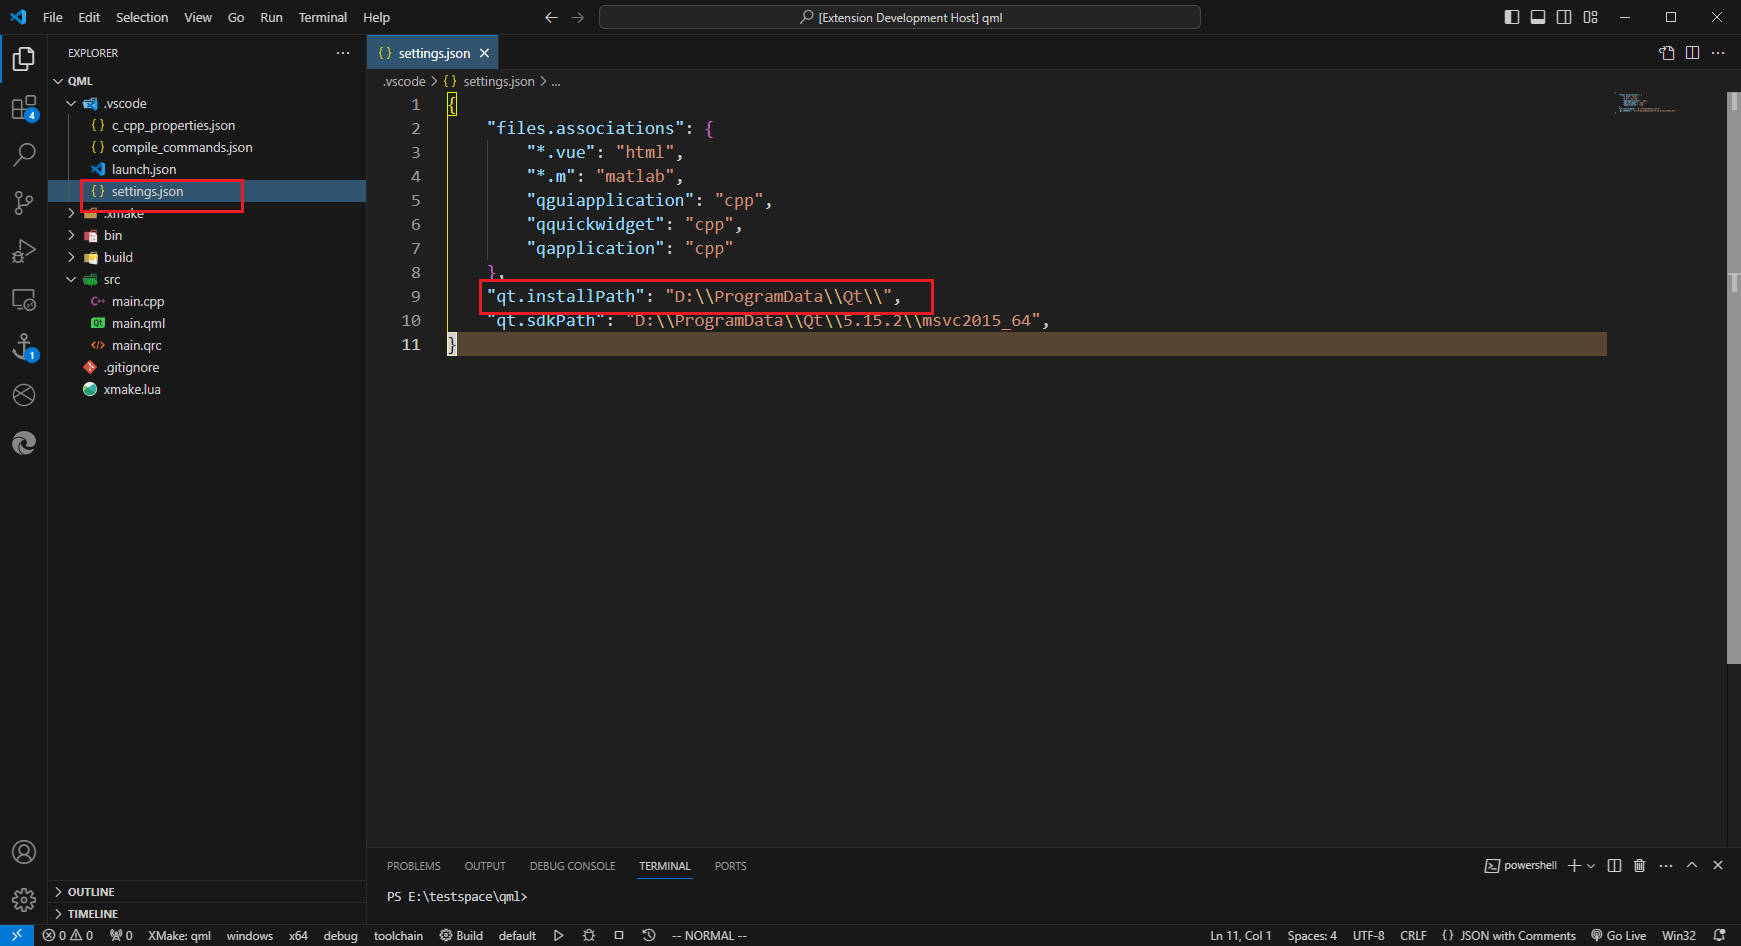 File Edit Selection View Go Run Terminal Help
[Extension Development Host] qml
EXPLORER
QML
.vscode
c_cpp_properties.json
compile_commands.json
launch.json
settings.json
.xmake
bin
build
src
main.cpp
main.qml
main.qrc
.gitignore
xmake.lua
OUTLINE
TIMELINE
4
1
settings.json
.vscode > {} settings.json > ...
1 {
2 "files.associations": {
3 "*.vue": "html",
4 "*.m": "matlab",
5 "qguiapplication": "cpp",
6 "qquickwidget": "cpp",
7 "qapplication": "cpp"
8 },
9 "qt.installPath": "D:\\ProgramData\\Qt\\",
10 "qt.sdkPath": "D:\\ProgramData\\Qt\\5.15.2\\msvc2015_64",
11 }
PROBLEMS OUTPUT DEBUG CONSOLE TERMINAL PORTS
powershell
PS E:\testspace\qml>
0 0 0 XMake: qml windows x64 debug toolchain Build default -- NORMAL -- Ln 11, Col 1 Spaces: 4 UTF-8 CRLF {} JSON with Comments Go Live Win32